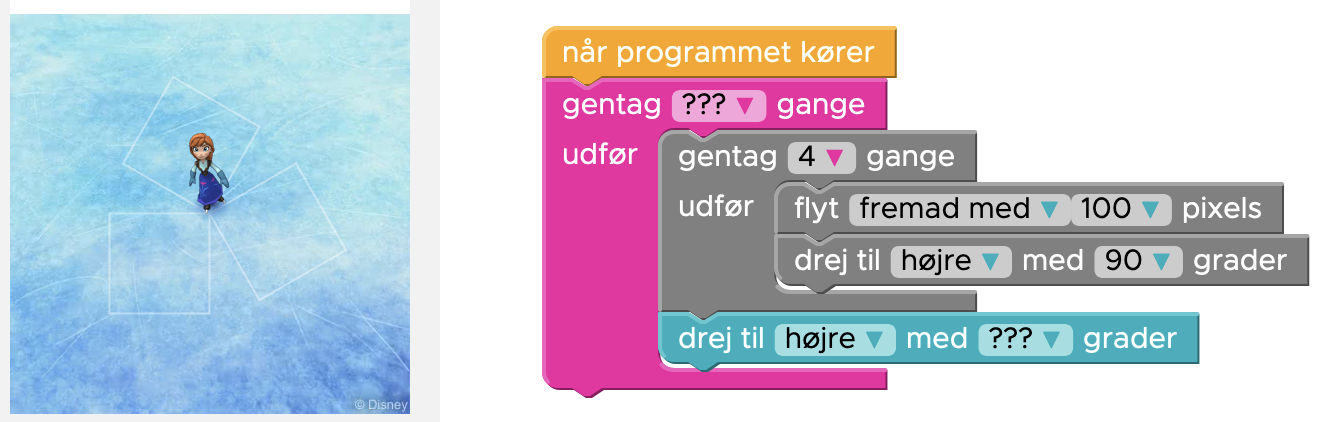 når programmet kører
gentag ??? gange
udfør
gentag 4 gange
udfør
flyt fremad med 100 pixels
drej til højre med 90 grader
drej til højre med ??? grader
© Disney